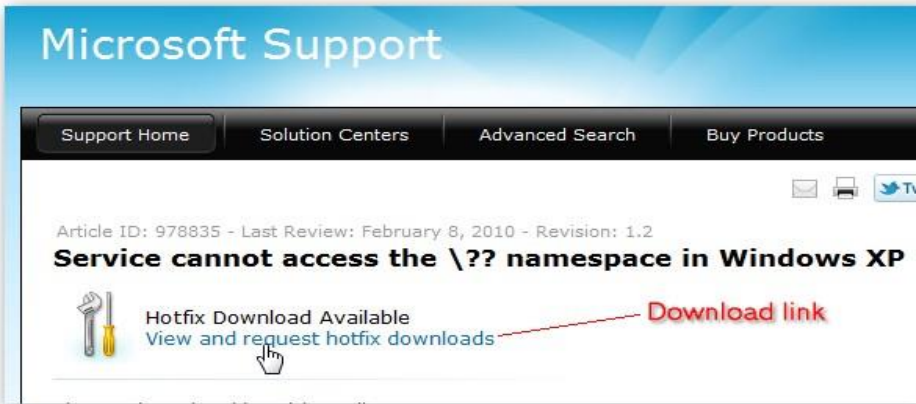 Microsoft Support
Support Home Solution Centers Advanced Search Buy Products
Article ID: 978835 - Last Review: February 8, 2010 - Revision: 1.2
Service cannot access the \?? namespace in Windows XP
Hotfix Download Available
View and request hotfix downloads
Download link